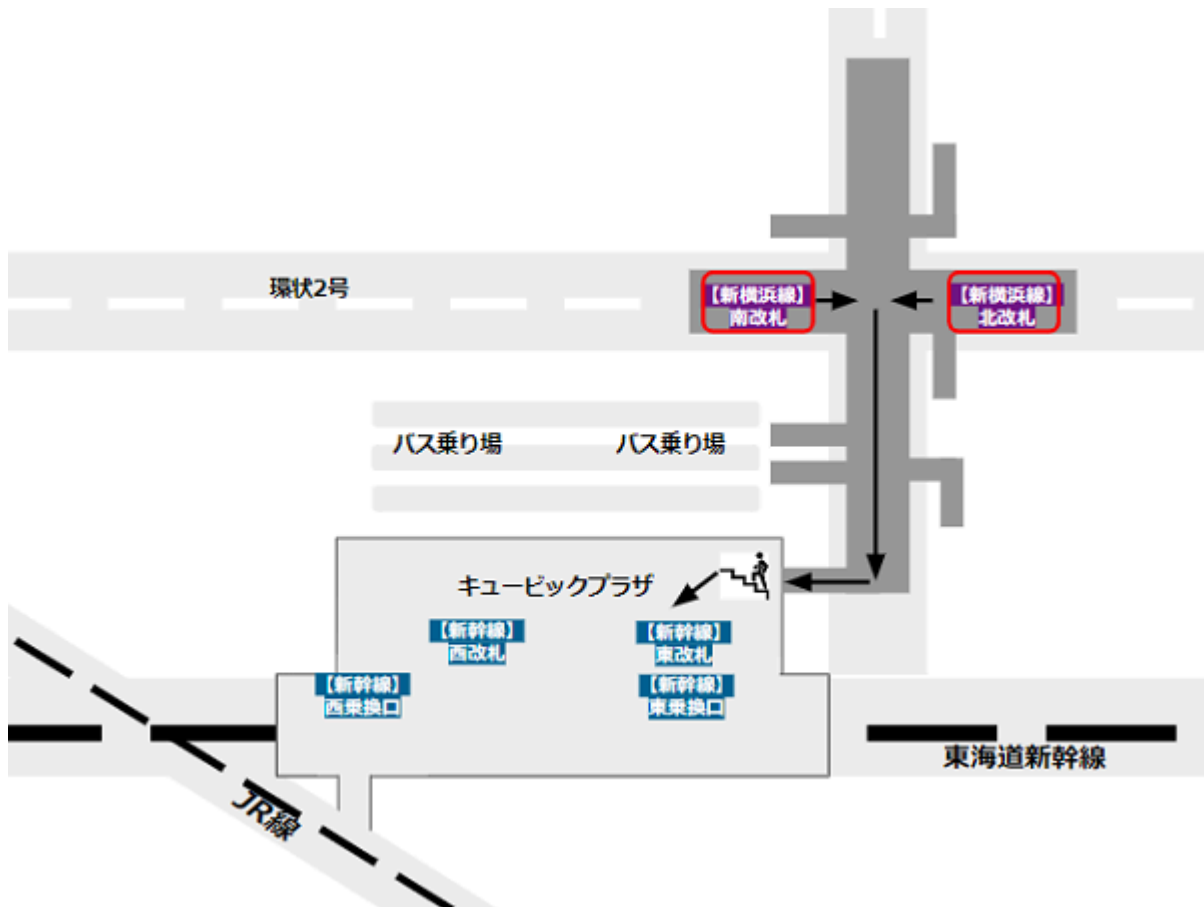 環状2号
【新横浜線】
南改札
【新横浜線】
北改札
バス乗り場
バス乗り場
キュービックプラザ
【新幹線】
西改札
【新幹線】
東改札
【新幹線】
西乗換口
【新幹線】
東乗換口
東海道新幹線
JR線